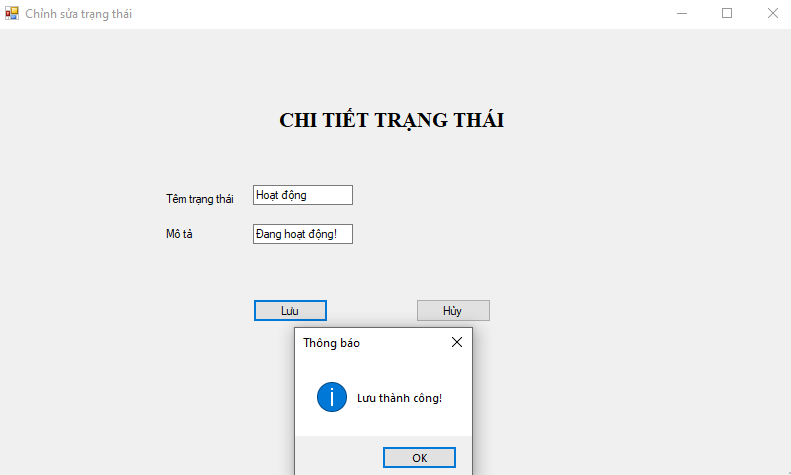 Chỉnh sửa trạng thái
CHI TIẾT TRẠNG THÁI
Têm trạng thái
Hoạt động
Mô tả
Đang hoạt động!
Lưu
Hủy
Thông báo
Lưu thành công!
OK